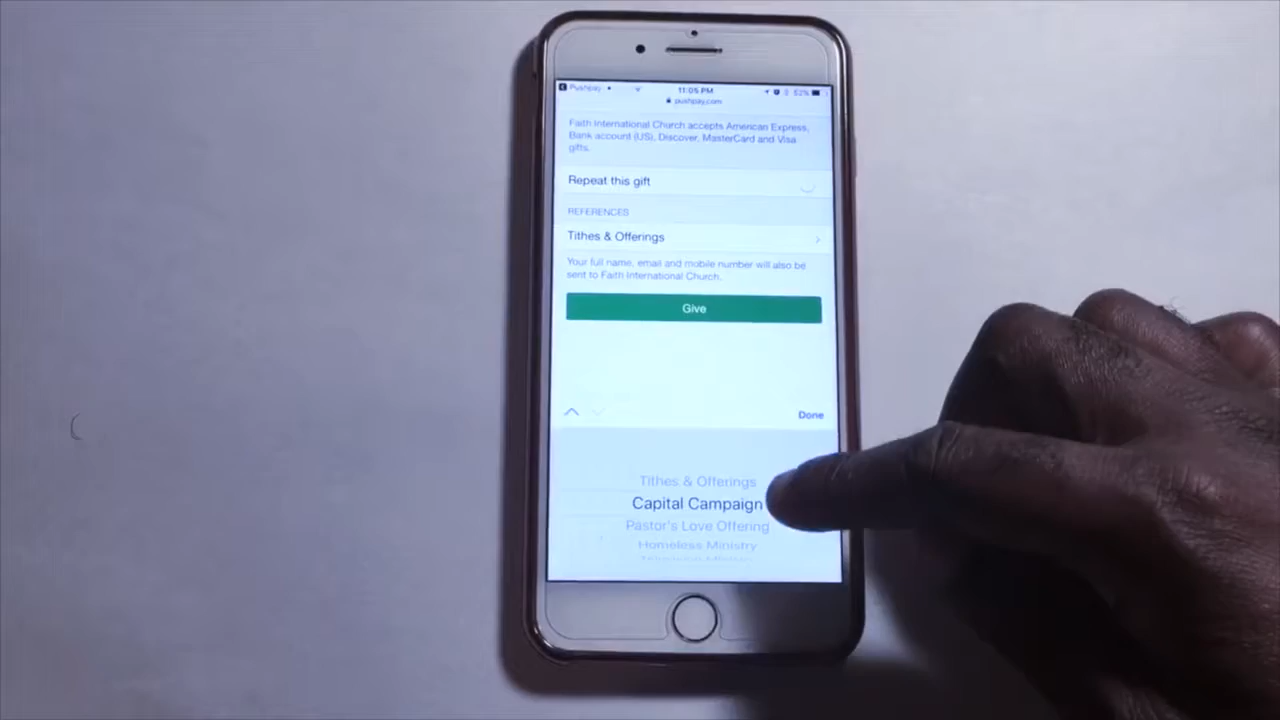 Pushpay
11:05 PM
52%
pushpay.com
Faith International Church accepts American Express,
Bank account (US), Discover, MasterCard and Visa
gifts.
Repeat this gift
REFERENCES
Tithes & Offerings
Your full name, email and mobile number will also be
sent to Faith International Church.
Give
Done
Tithes & Offerings
Capital Campaign
Pastor's Love Offering
Homeless Ministry